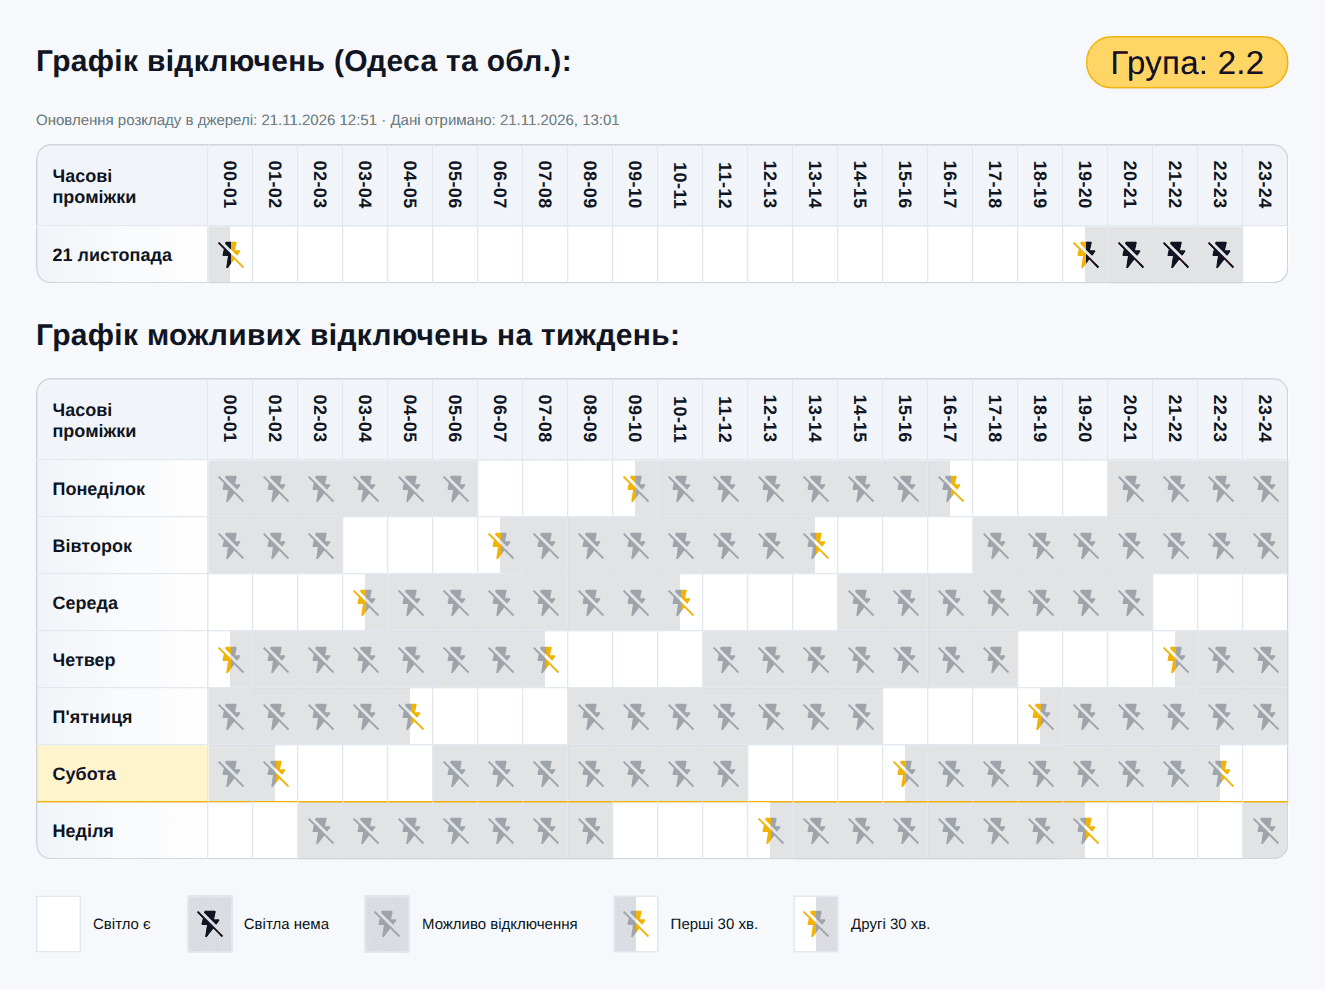 Графік відключень (Одеса та обл.):
Група: 2.2
Оновлення розкладу в джерелі: 21.11.2026 12:51 · Дані отримано: 21.11.2026, 13:01
Часові проміжки 00-01 01-02 02-03 03-04 04-05 05-06 06-07 07-08 08-09 09-10 10-11 11-12 12-13 13-14 14-15 15-16 16-17 17-18 18-19 19-20 20-21 21-22 22-23 23-24
21 листопада
Графік можливих відключень на тиждень:
Часові проміжки 00-01 01-02 02-03 03-04 04-05 05-06 06-07 07-08 08-09 09-10 10-11 11-12 12-13 13-14 14-15 15-16 16-17 17-18 18-19 19-20 20-21 21-22 22-23 23-24
Понеділок
Вівторок
Середа
Четвер
П'ятниця
Субота
Неділя
Світло є Світла нема Можливо відключення Перші 30 хв. Другі 30 хв.